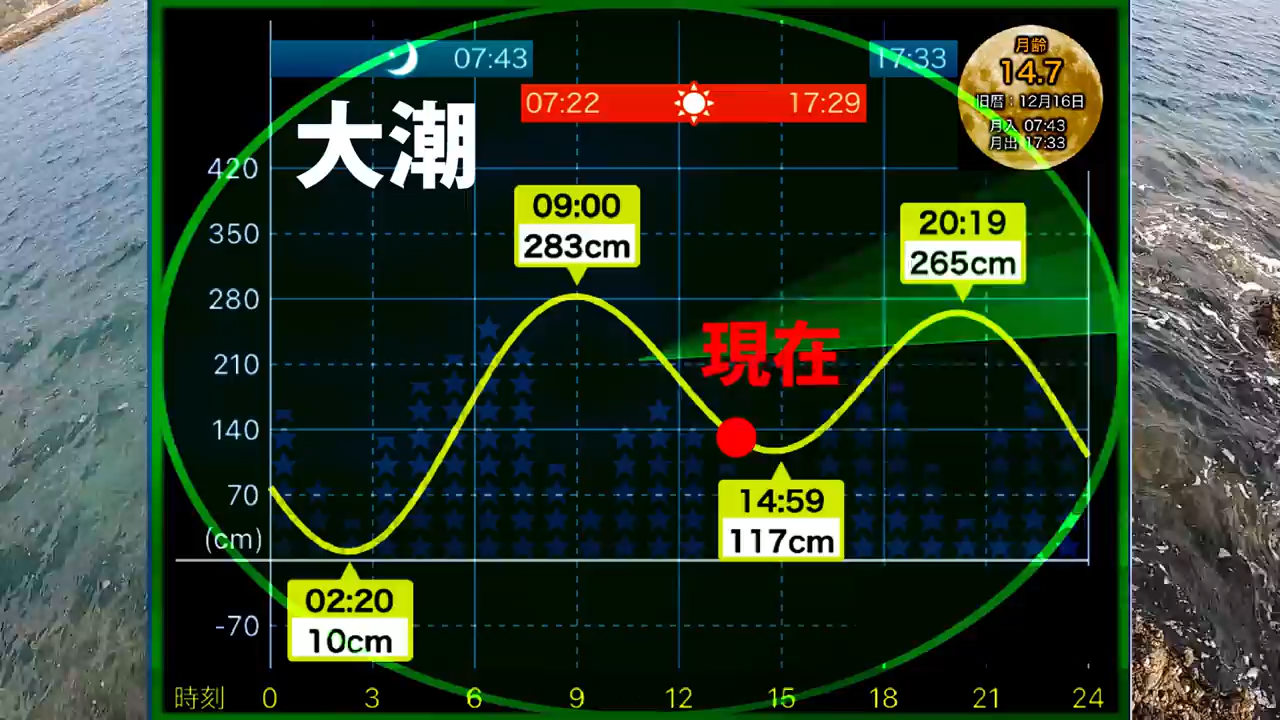 07:43
17:33
07:22
17:29
月齢
14.7
旧暦：12月16日
月入 07:43
月出 17:33
大潮
420
350
280
210
140
70
(cm)
-70
09:00
283cm
20:19
265cm
現在
14:59
117cm
02:20
10cm
時刻 0 3 6 9 12 15 18 21 24